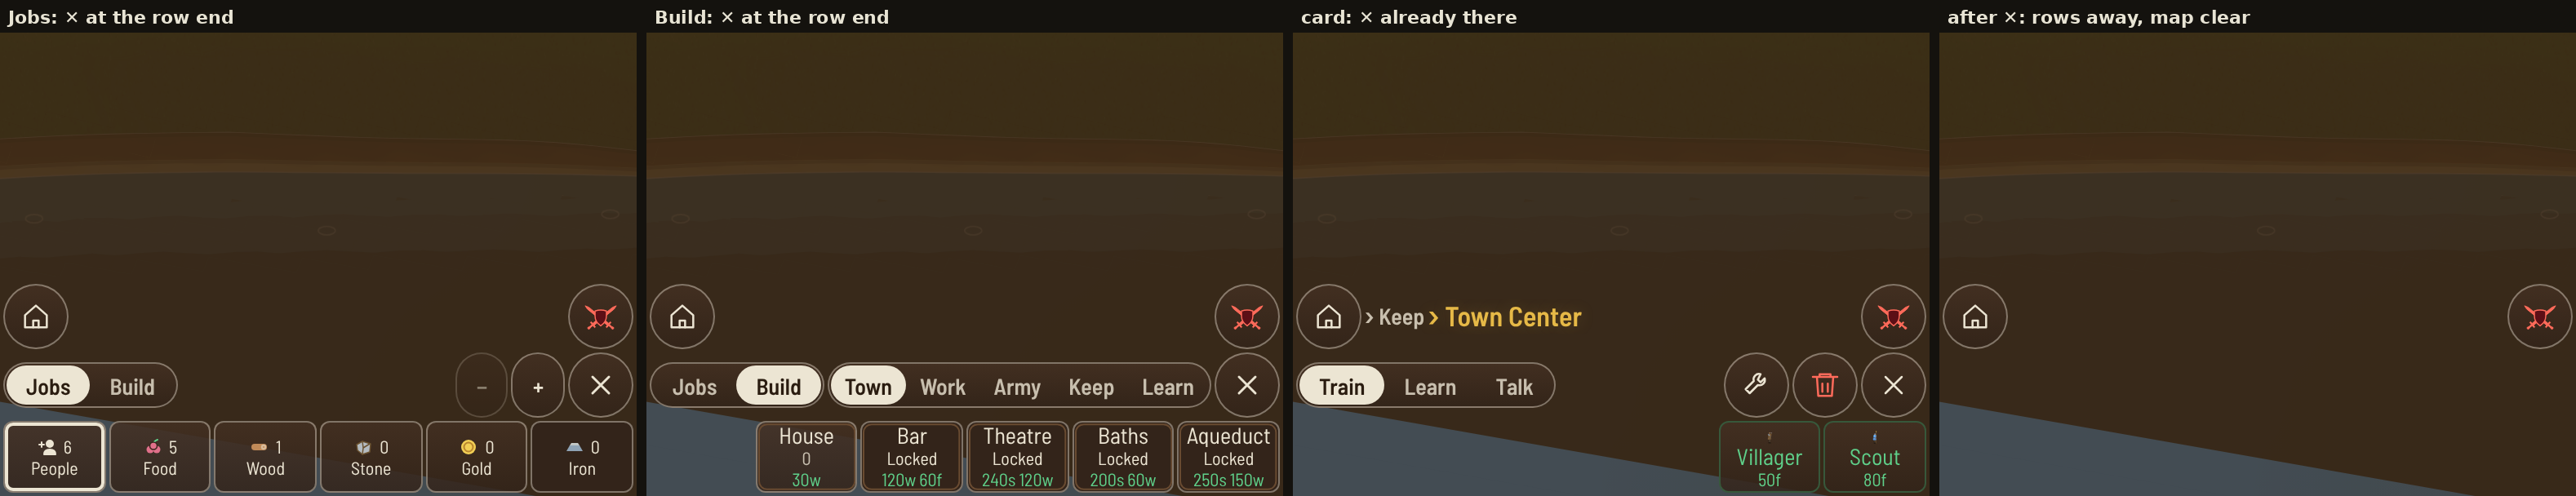 Jobs: ✕ at the row end
Jobs Build
− + ✕
6 5 1 0 0 0
People Food Wood Stone Gold Iron
Build: ✕ at the row end
Jobs Build Town Work Army Keep Learn ✕
House Bar Theatre Baths Aqueduct
0 Locked Locked Locked Locked
30w 120w 60f 240s 120w 200s 60w 250s 150w
card: ✕ already there
› Keep › Town Center
Train Learn Talk ✕
Villager Scout
50f 80f
after ✕: rows away, map clear